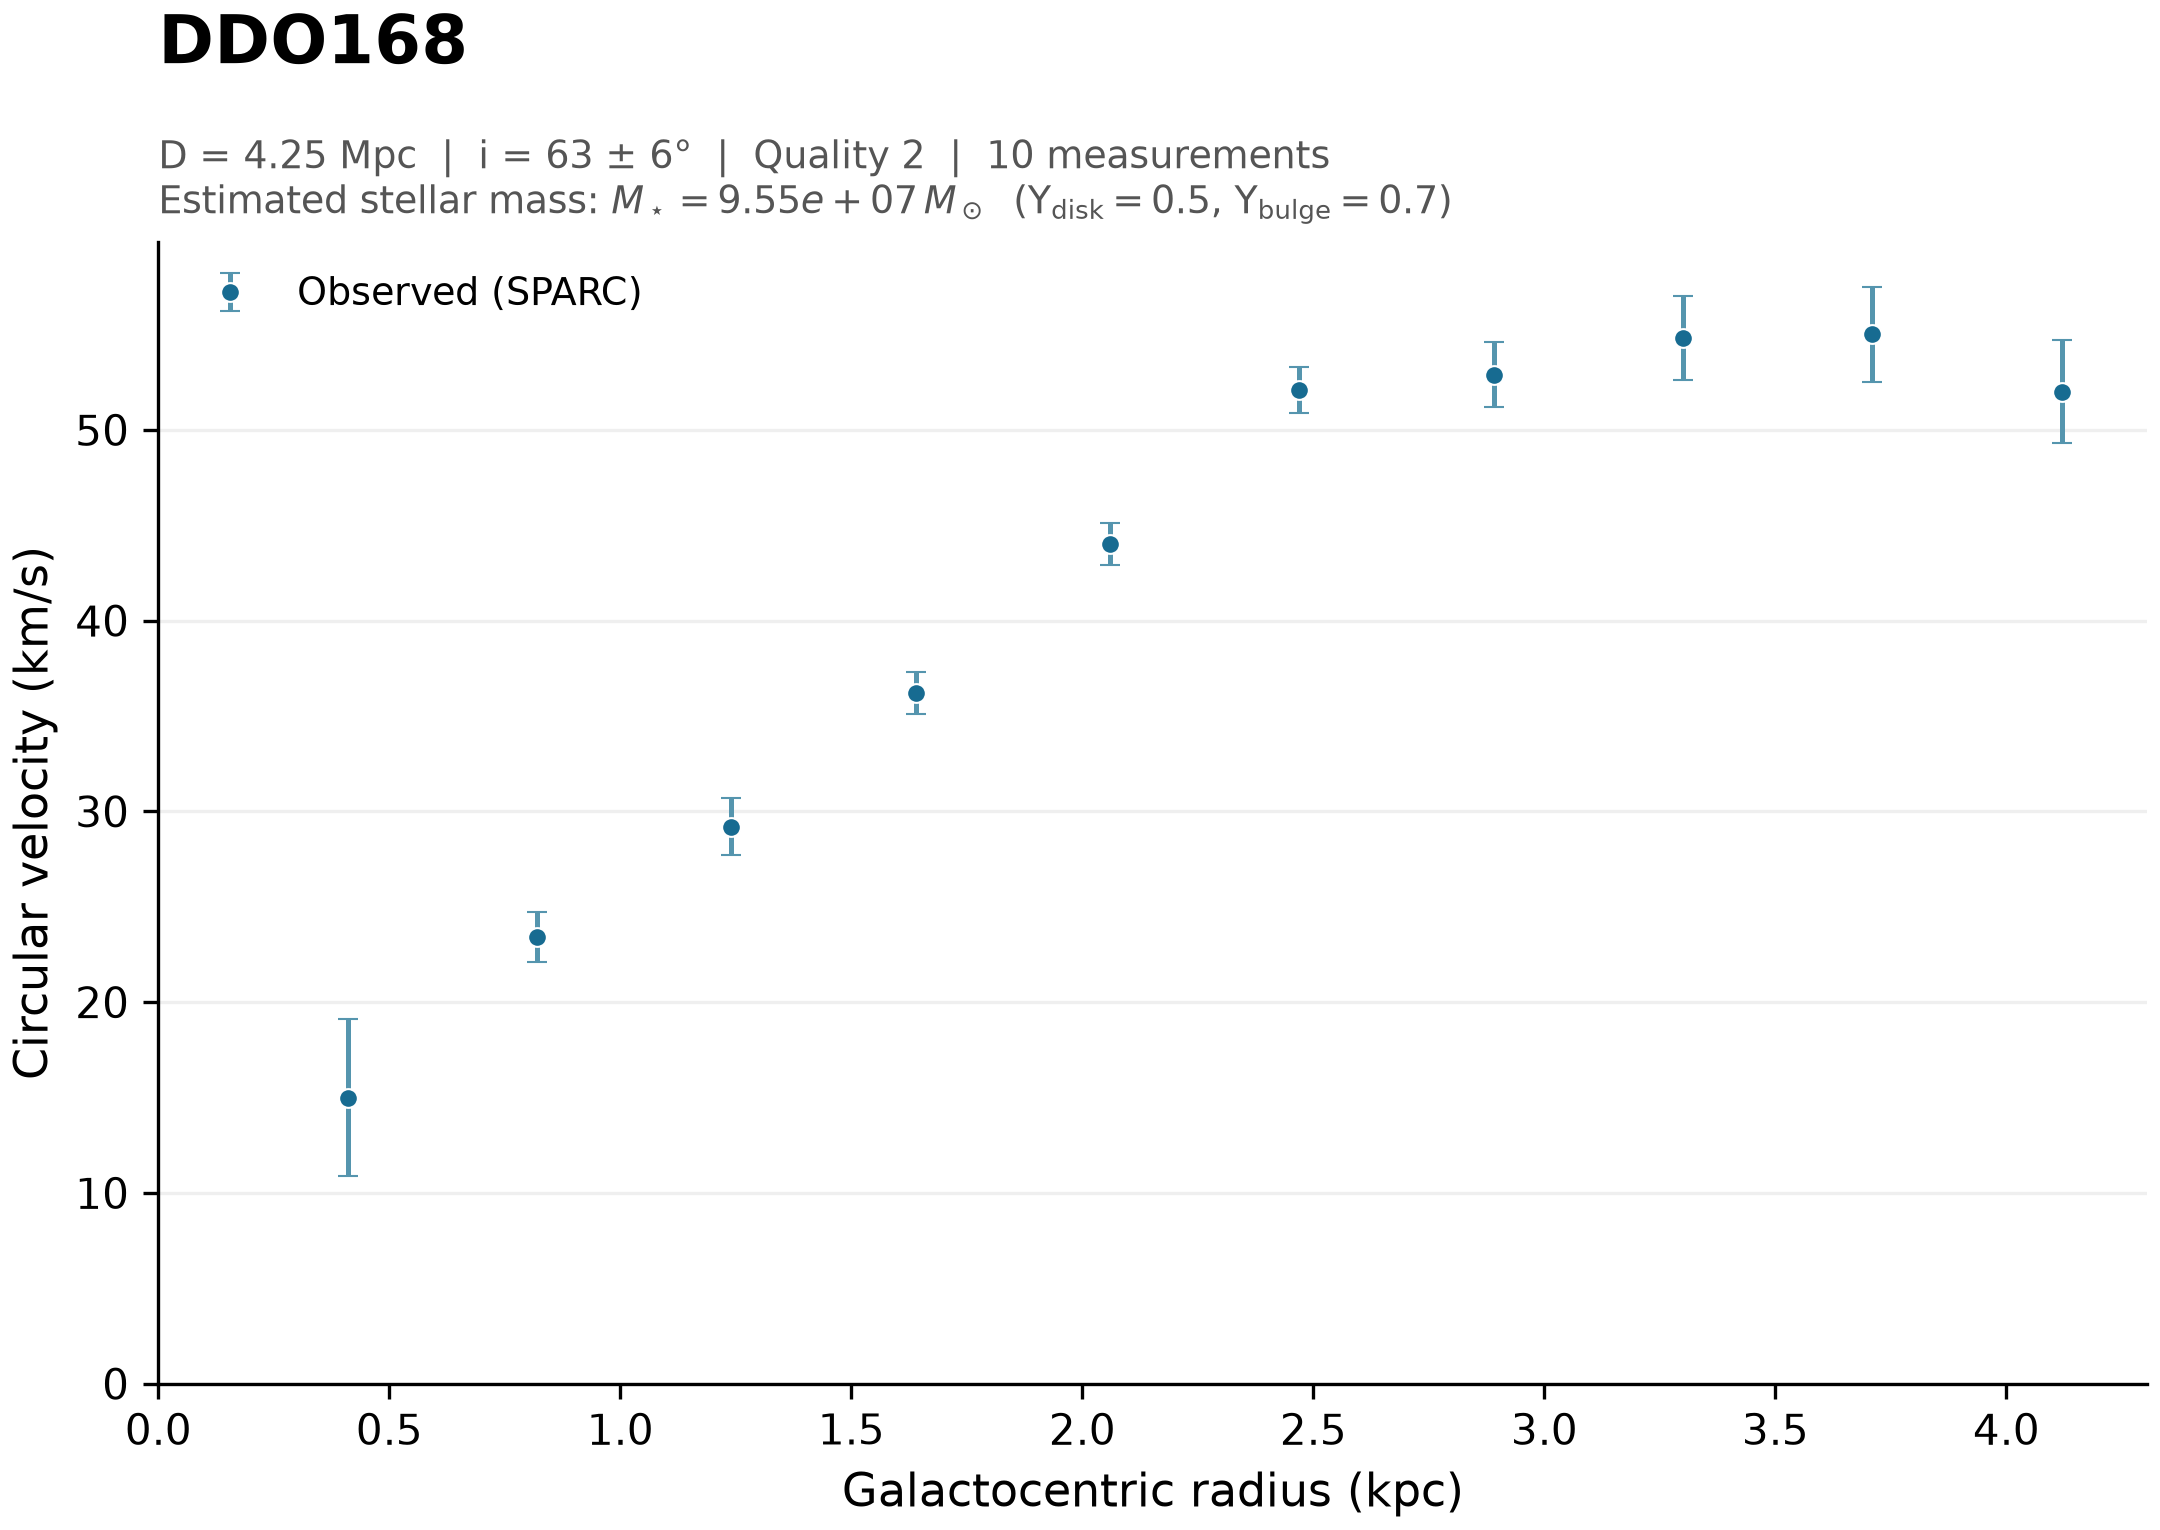 DDO168
D = 4.25 Mpc | i = 63 ± 6° | Quality 2 | 10 measurements
Estimated stellar mass: M⋆ = 9.55e + 07 M⊙ (Υdisk = 0.5, Υbulge = 0.7)
Observed (SPARC)
50
40
30
20
10
0
Circular velocity (km/s)
0.0 0.5 1.0 1.5 2.0 2.5 3.0 3.5 4.0
Galactocentric radius (kpc)